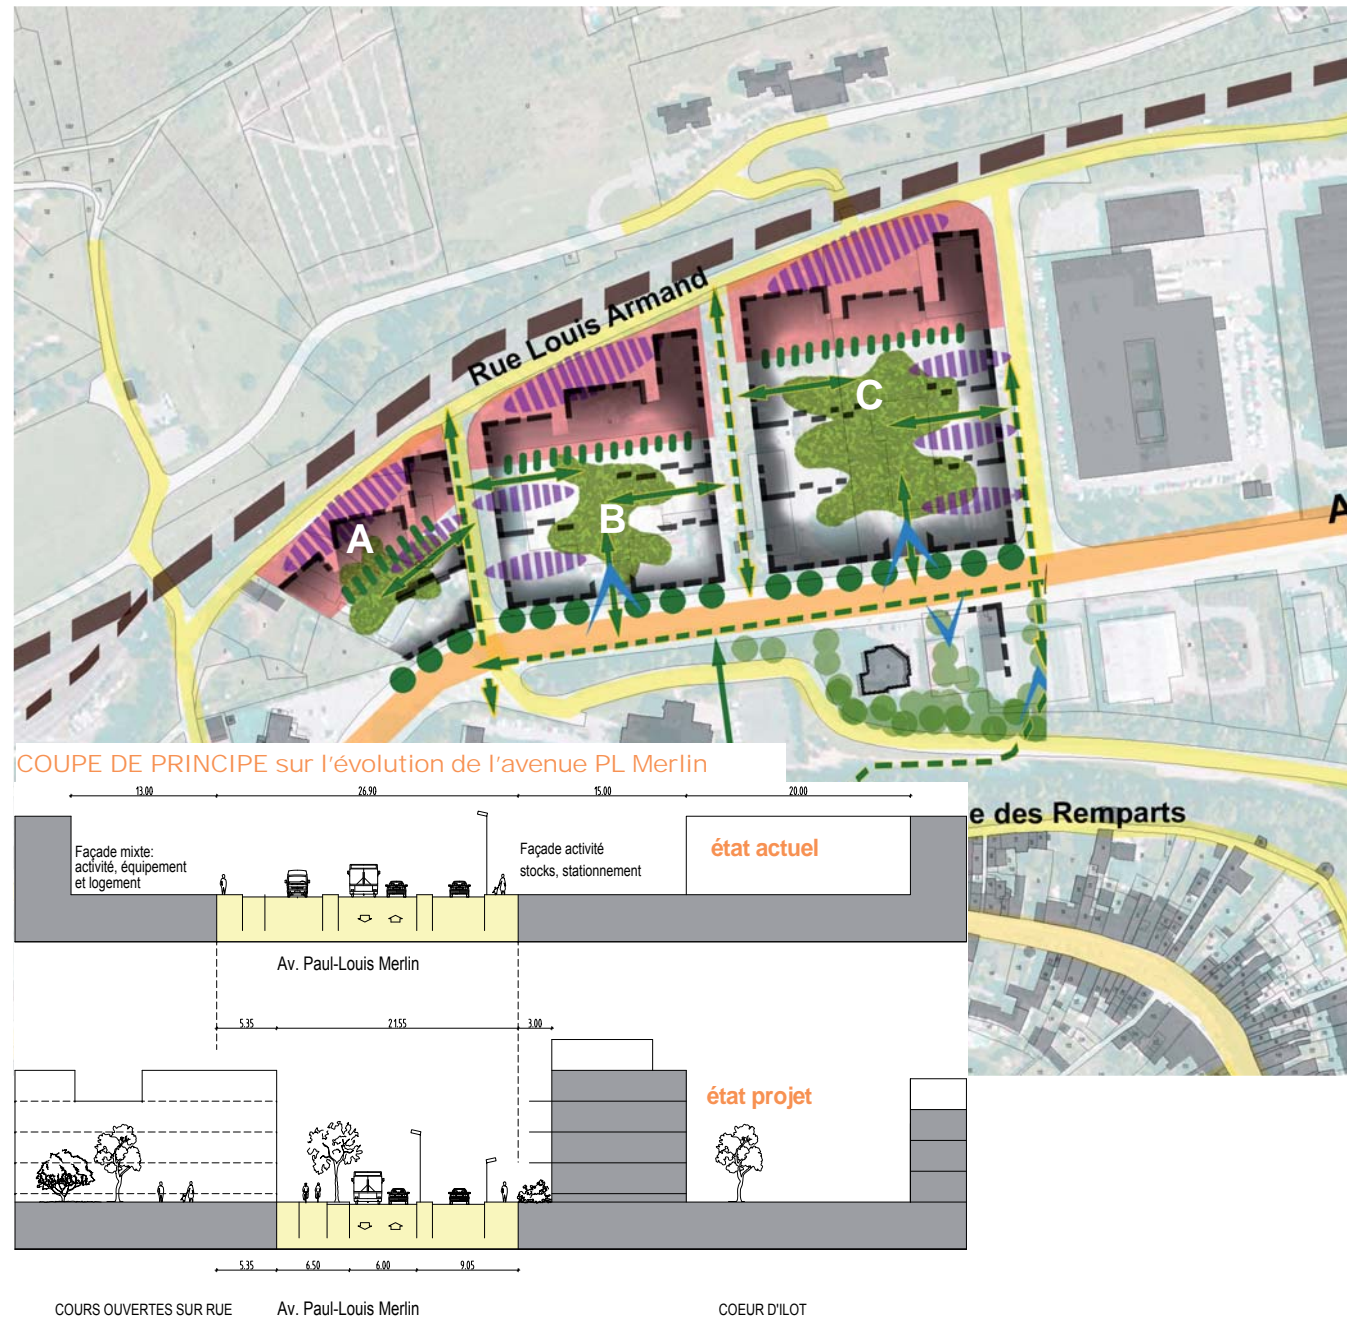 Rue Louis Armand
A
B
C
A
COUPE DE PRINCIPE sur l'évolution de l'avenue PL Merlin
13.00 26.90 15.00 20.00
e des Remparts
Façade mixte:
activité, équipement
et logement
Façade activité
stocks, stationnement
état actuel
Av. Paul-Louis Merlin
5.35 21.55 3.00
état projet
5.35 6.50 6.00 9.05
COURS OUVERTES SUR RUE
Av. Paul-Louis Merlin
COEUR D'ILOT